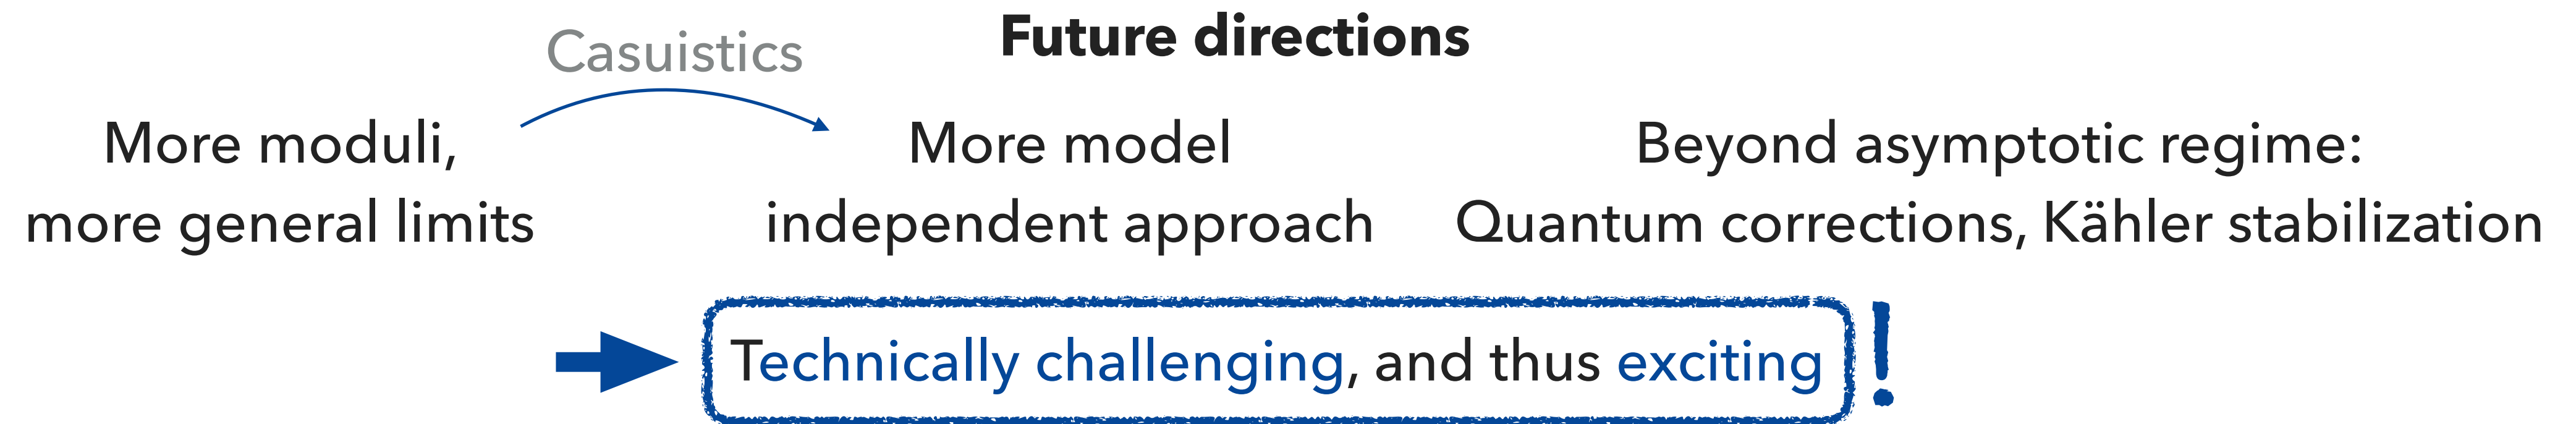 Future directions
Casuistics
More moduli,
more general limits
More model
independent approach
Beyond asymptotic regime:
Quantum corrections, Kähler stabilization
Technically challenging, and thus exciting !